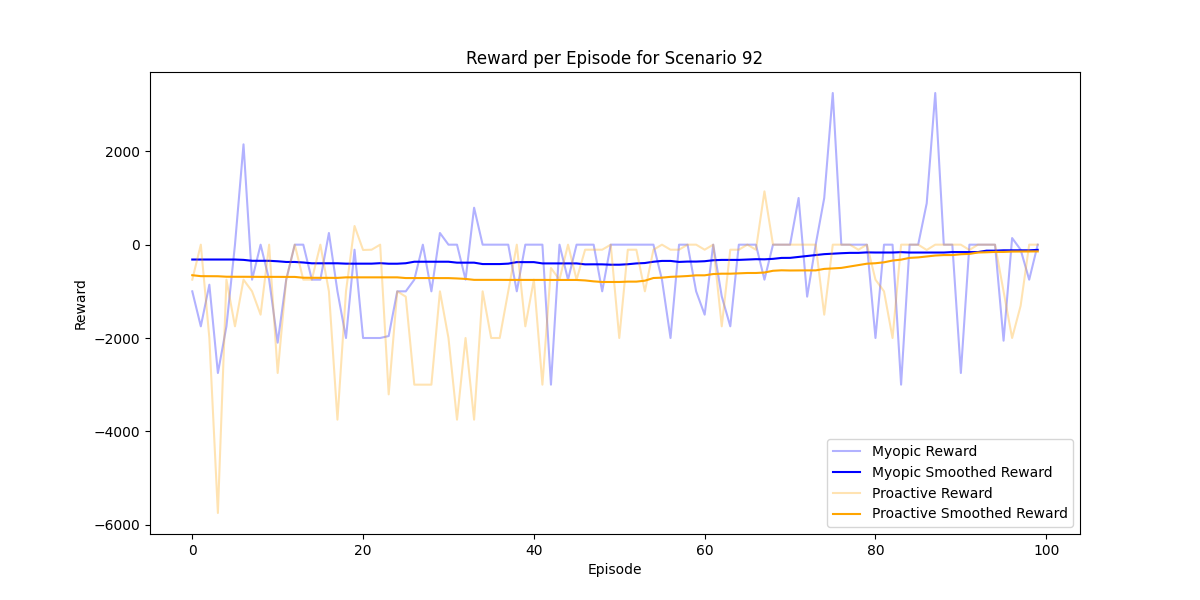 Reward per Episode for Scenario 92
Reward
2000
0
−2000
−4000
−6000
0 20 40 60 80 100
Episode
Myopic Reward
Myopic Smoothed Reward
Proactive Reward
Proactive Smoothed Reward